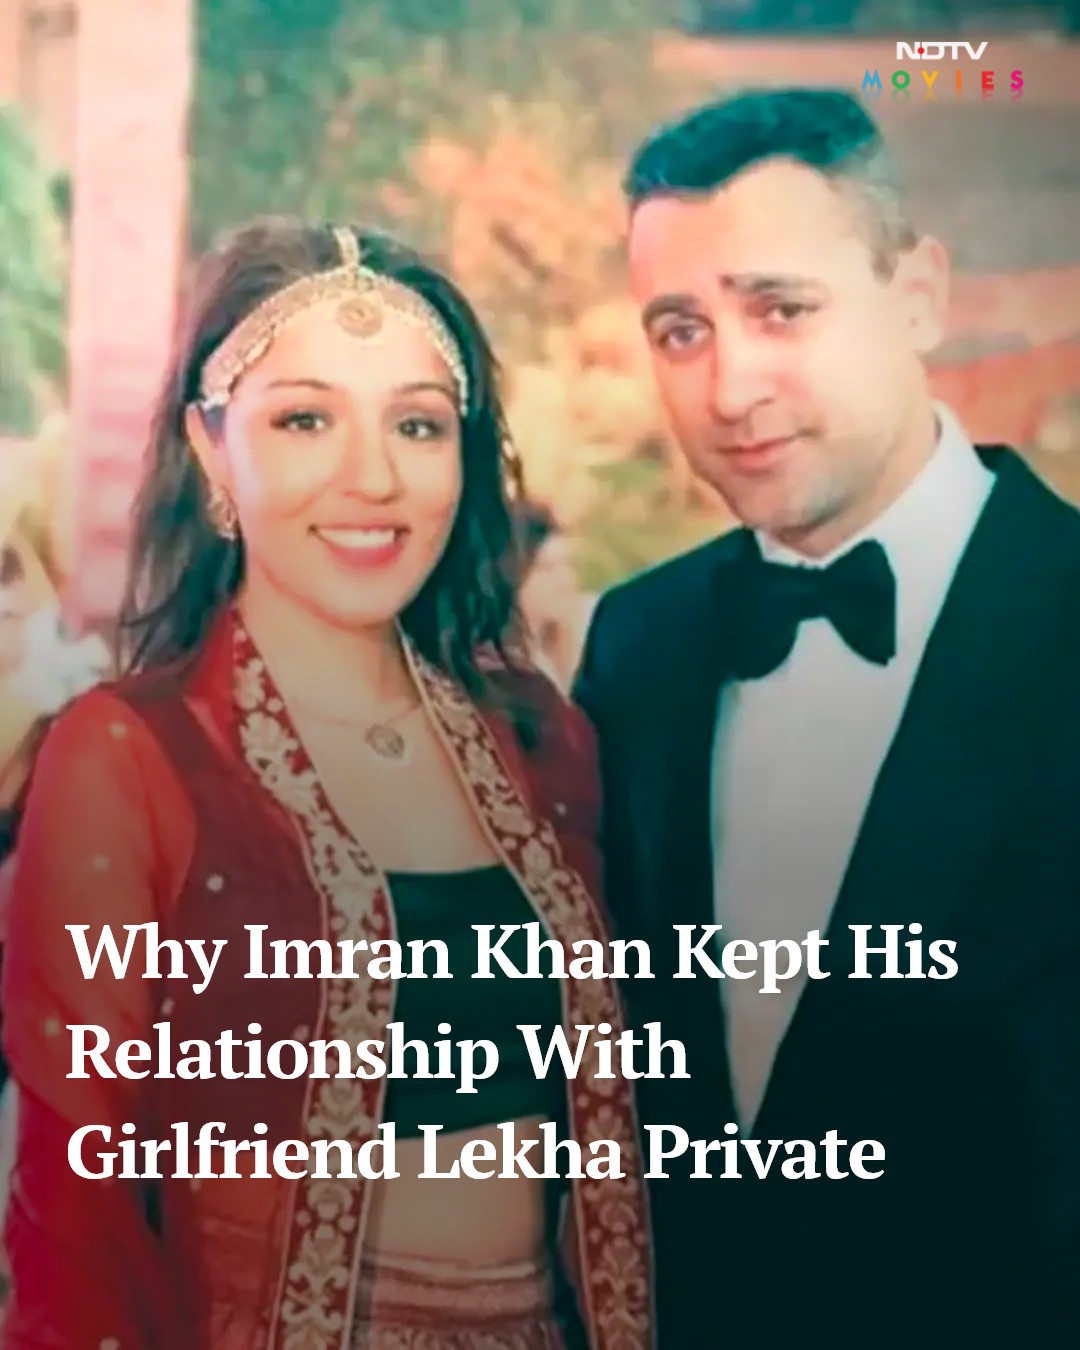 NDTV
MOVIES
Why Imran Khan Kept His
Relationship With
Girlfriend Lekha Private